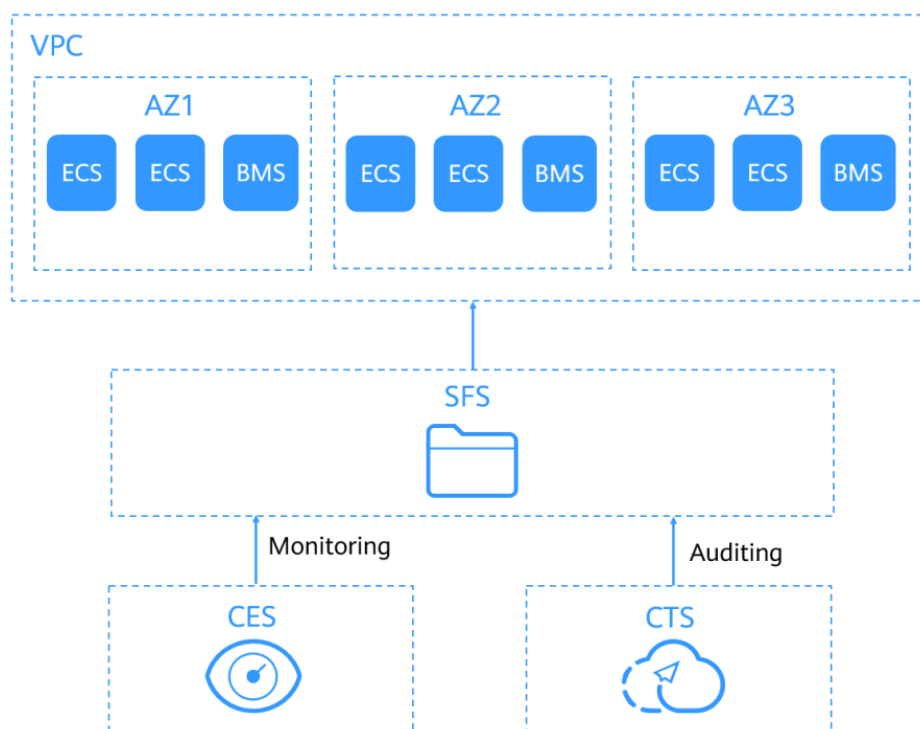 VPC
AZ1
AZ2
AZ3
ECS ECS BMS
ECS ECS BMS
ECS ECS BMS
SFS
Monitoring
Auditing
CES
CTS